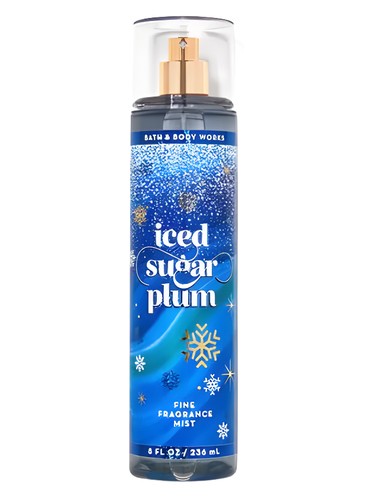 BATH & BODY WORKS
iced
sugar
plum
FINE
FRAGRANCE
MIST
8 FL OZ / 236 mL